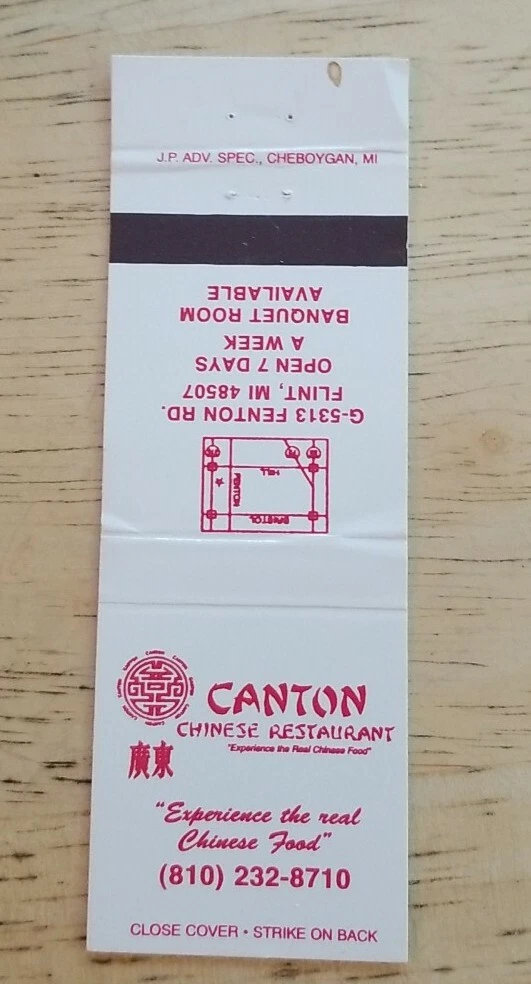 J.P. ADV. SPEC., CHEBOYGAN, MI
G-5313 FENTON RD.
FLINT, MI 48507
OPEN 7 DAYS
A WEEK
BANQUET ROOM
AVAILABLE
BRISTOL
FENTON
HILL
CANTON
CHINESE RESTAURANT
"Experience the Real Chinese Food"
廣東
"Experience the real
Chinese Food"
(810) 232-8710
CLOSE COVER • STRIKE ON BACK